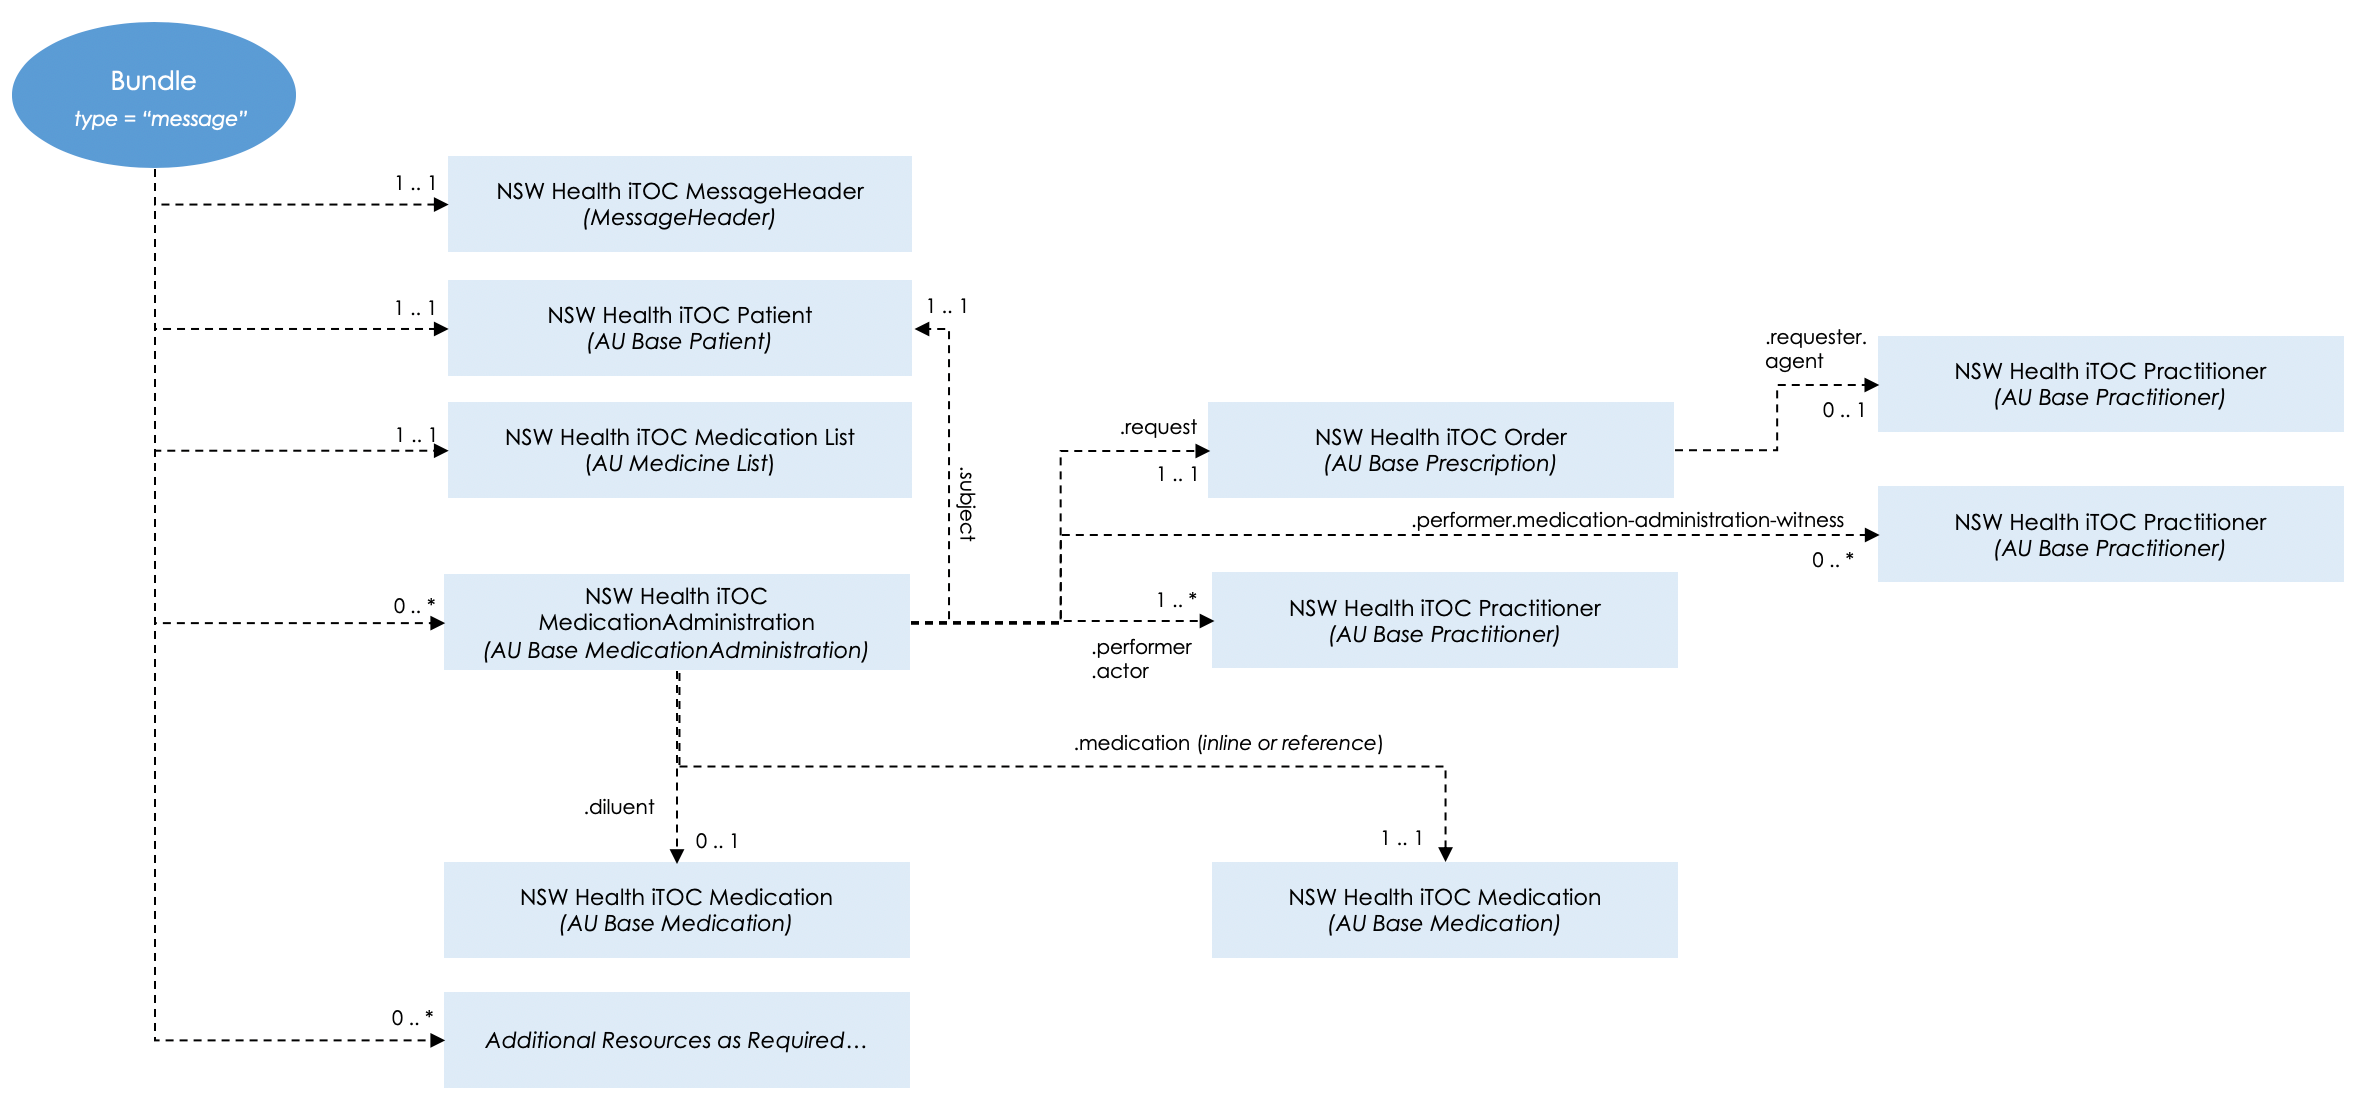 Bundle
type = “message”
1 .. 1
NSW Health iTOC MessageHeader
(MessageHeader)
1 .. 1
NSW Health iTOC Patient
(AU Base Patient)
1 .. 1
1 .. 1
NSW Health iTOC Medication List
(AU Medicine List)
.subject
.request
1 .. 1
NSW Health iTOC Order
(AU Base Prescription)
.requester.
agent
0 .. 1
NSW Health iTOC Practitioner
(AU Base Practitioner)
.performer.medication-administration-witness
0 .. *
NSW Health iTOC Practitioner
(AU Base Practitioner)
0 .. *
NSW Health iTOC
MedicationAdministration
(AU Base MedicationAdministration)
1 .. *
.performer
.actor
NSW Health iTOC Practitioner
(AU Base Practitioner)
.medication (inline or reference)
.diluent
0 .. 1
1 .. 1
NSW Health iTOC Medication
(AU Base Medication)
NSW Health iTOC Medication
(AU Base Medication)
0 .. *
Additional Resources as Required…